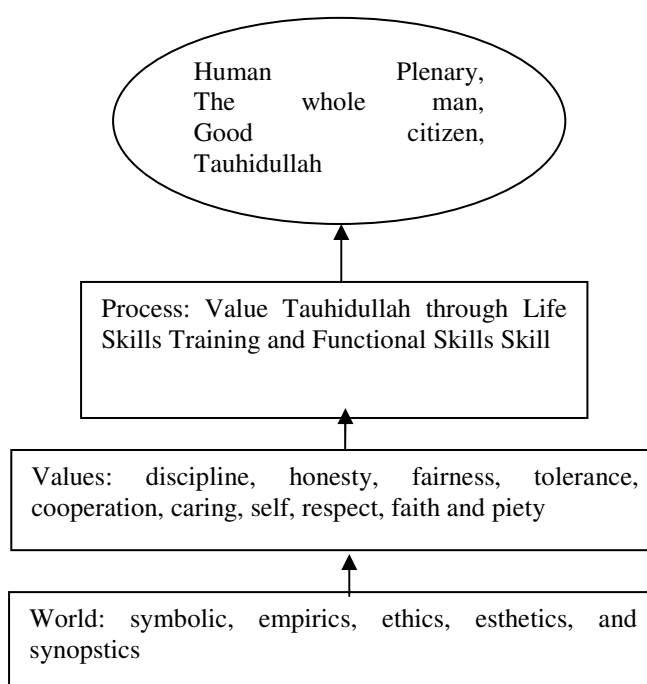 Human Plenary,
The whole man,
Good citizen,
Tauhidullah
Process: Value Tauhidullah through Life
Skills Training and Functional Skills Skill
Values: discipline, honesty, fairness, tolerance,
cooperation, caring, self, respect, faith and piety
World: symbolic, empirics, ethics, esthetics, and
synopstics